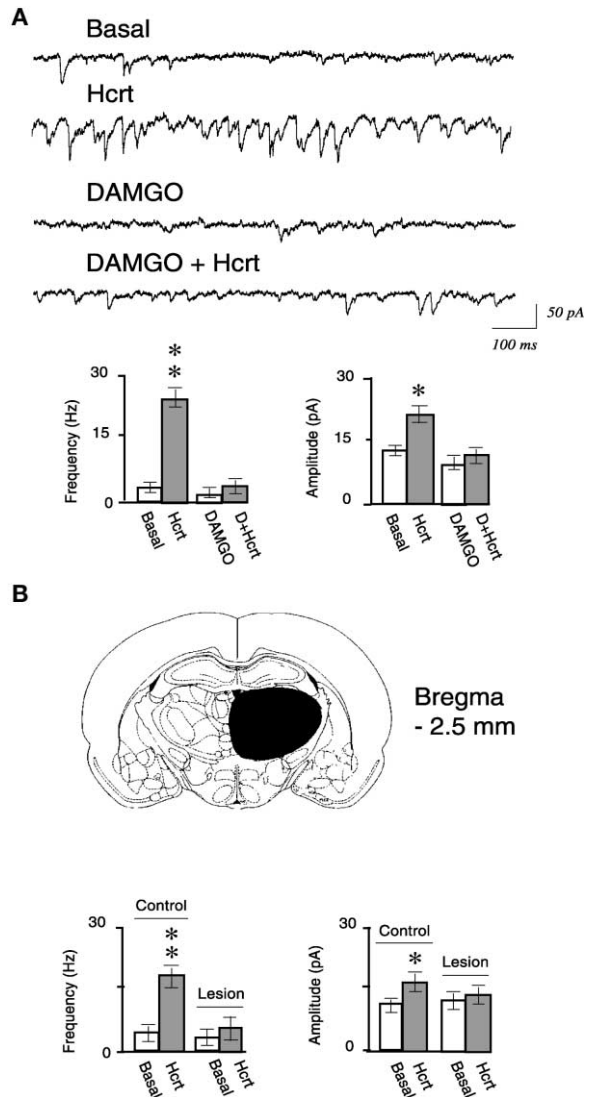 A
Basal
Hcrt
DAMGO
DAMGO + Hcrt
50 pA
100 ms
Frequency (Hz)
30
15
0
* *
Basal
Hcrt
DAMGO
D+Hcrt
Amplitude (pA)
30
15
0
*
Basal
Hcrt
DAMGO
D+Hcrt
B
Bregma
- 2.5 mm
Frequency (Hz)
30
0
Control
* *
Lesion
Basal
Hcrt
Basal
Hcrt
Amplitude (pA)
30
0
Control
*
Lesion
Basal
Hcrt
Basal
Hcrt